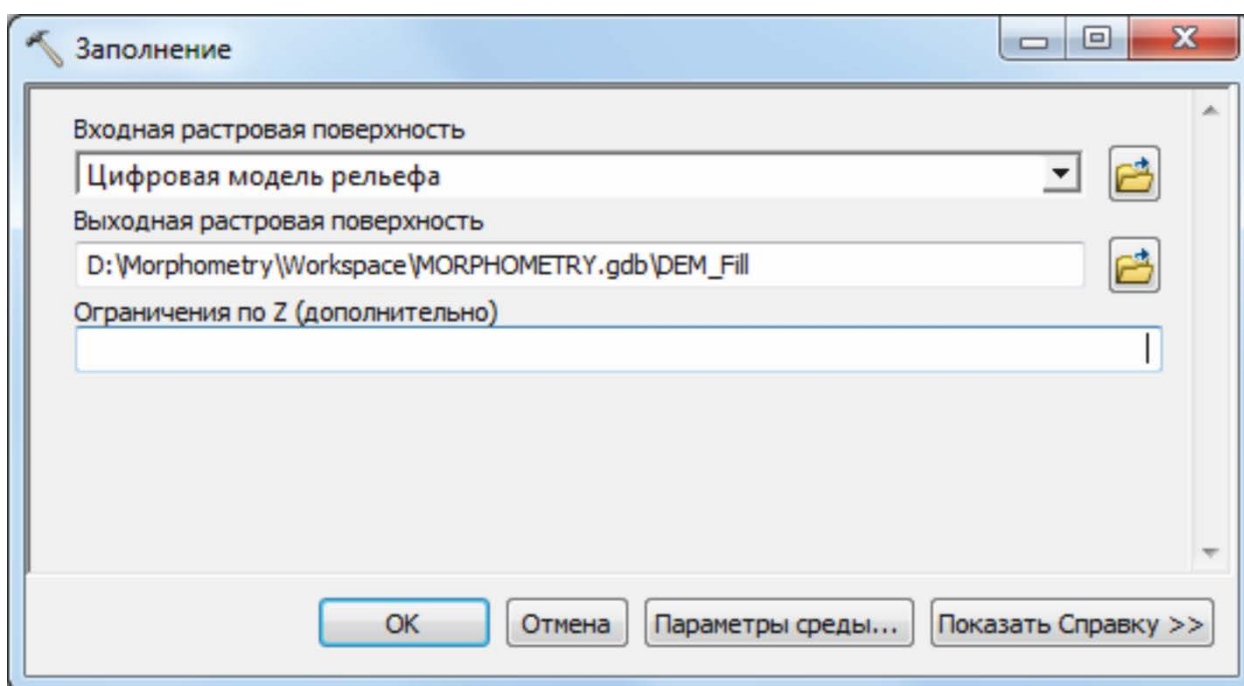 Заполнение
Входная растровая поверхность
Цифровая модель рельефа
Выходная растровая поверхность
D:\Morphometry\Workspace\MORPHOMETRY.gdb\DEM_Fill
Ограничения по Z (дополнительно)
OK
Отмена
Параметры среды...
Показать Справку >>